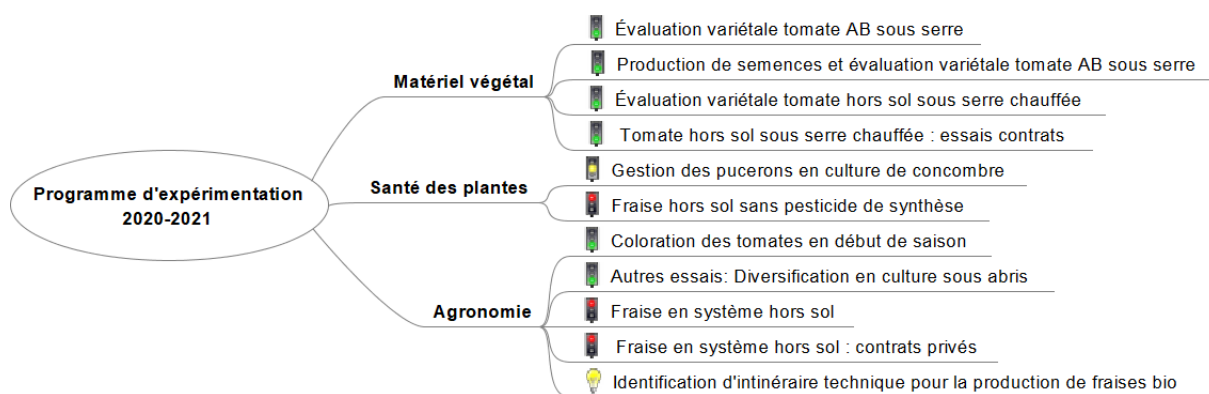 Programme d'expérimentation
2020-2021
Matériel végétal
Évaluation variétale tomate AB sous serre
Production de semences et évaluation variétale tomate AB sous serre
Évaluation variétale tomate hors sol sous serre chauffée
Tomate hors sol sous serre chauffée : essais contrats
Santé des plantes
Gestion des pucerons en culture de concombre
Fraise hors sol sans pesticide de synthèse
Agronomie
Coloration des tomates en début de saison
Autres essais: Diversification en culture sous abris
Fraise en système hors sol
Fraise en système hors sol : contrats privés
Identification d'intinéraire technique pour la production de fraises bio